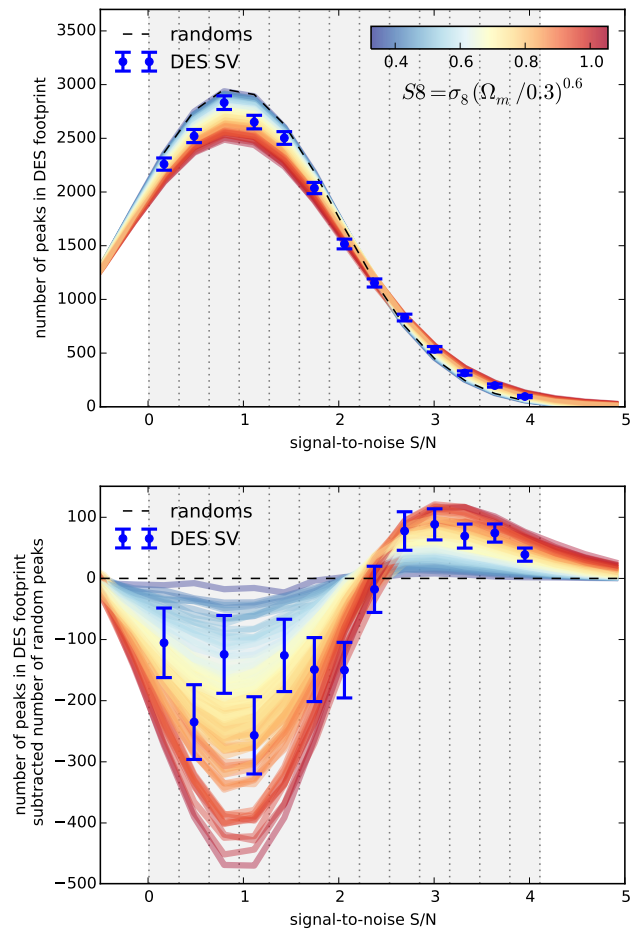 randoms
DES SV
0.4 0.6 0.8 1.0
S8 = σ₈(Ωₘ/0.3)^0.6
number of peaks in DES footprint
3500
3000
2500
2000
1500
1000
500
0
0 1 2 3 4 5
signal-to-noise S/N
randoms
DES SV
number of peaks in DES footprint
subtracted number of random peaks
100
0
−100
−200
−300
−400
−500
0 1 2 3 4 5
signal-to-noise S/N